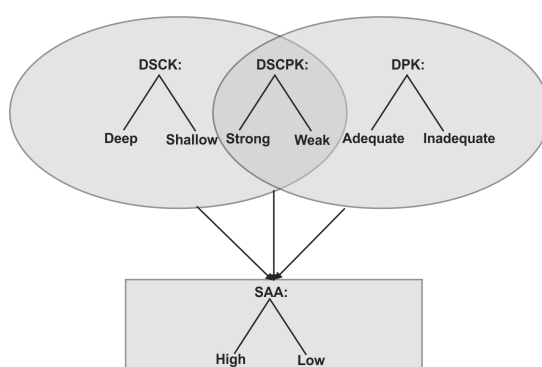 DSCK: DSCPK: DPK:
Deep Shallow Strong Weak Adequate Inadequate
SAA:
High Low